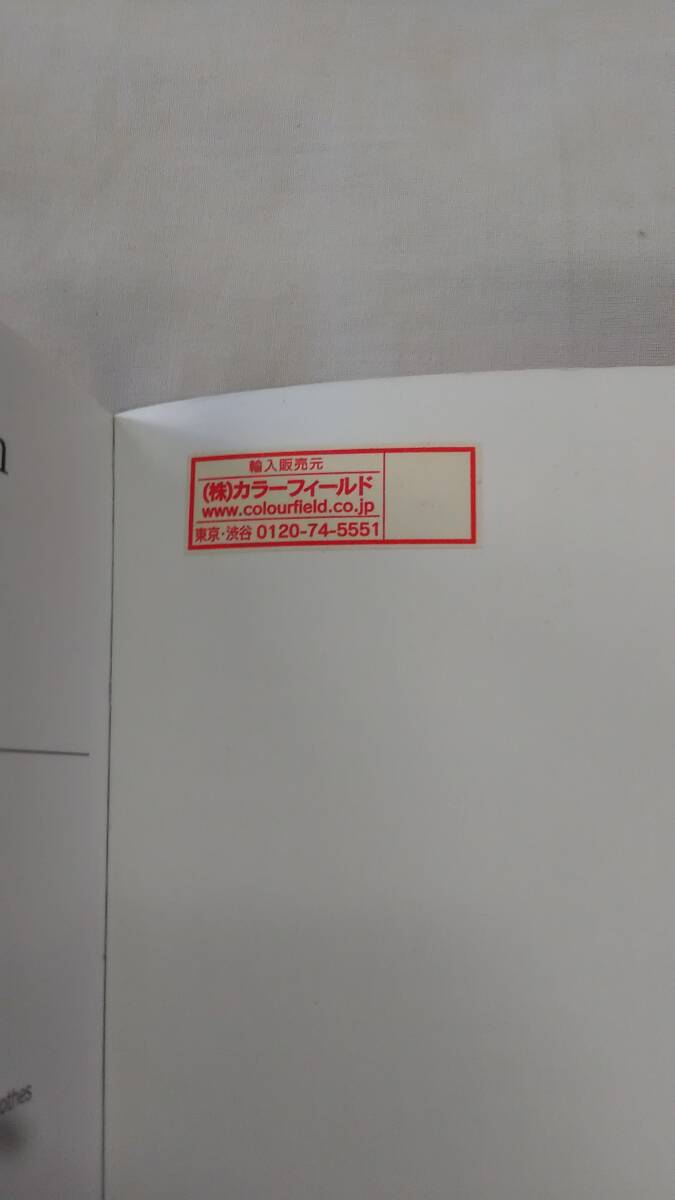 輸入販売元
(株)カラーフィールド
www.colourfield.co.jp
東京・渋谷 0120-74-5551